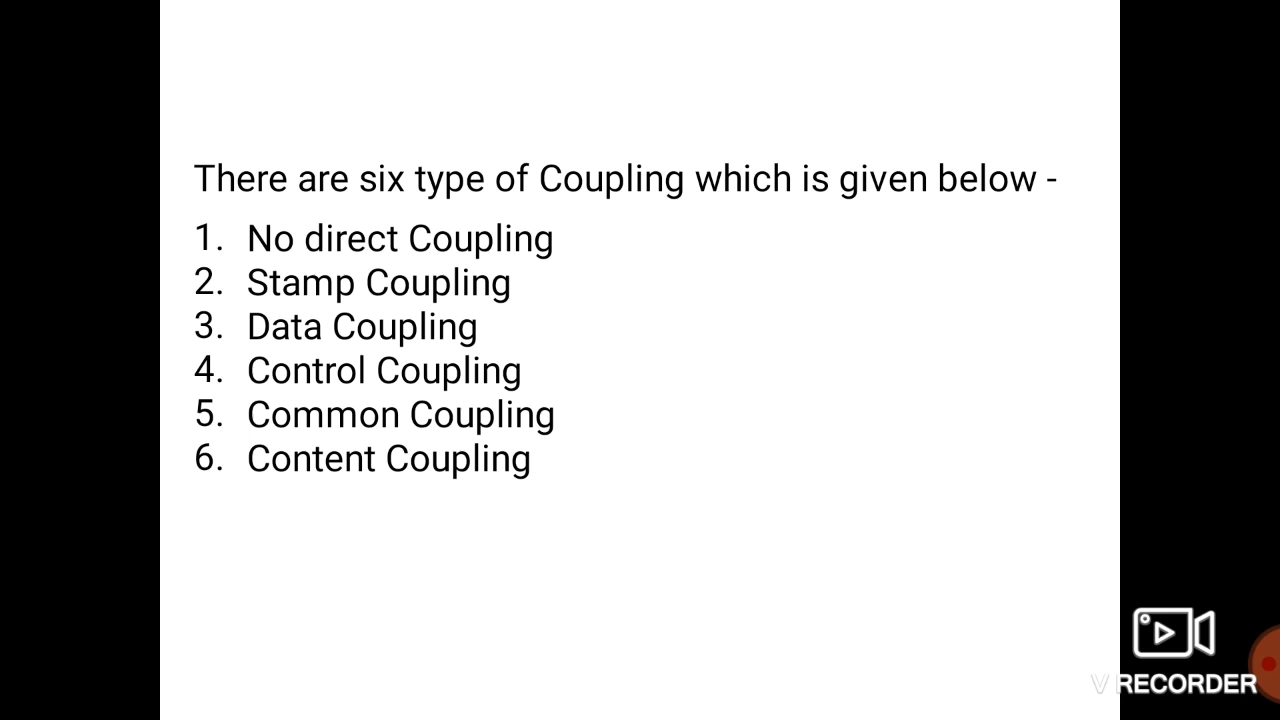 There are six type of Coupling which is given below -
1. No direct Coupling
2. Stamp Coupling
3. Data Coupling
4. Control Coupling
5. Common Coupling
6. Content Coupling
V RECORDER